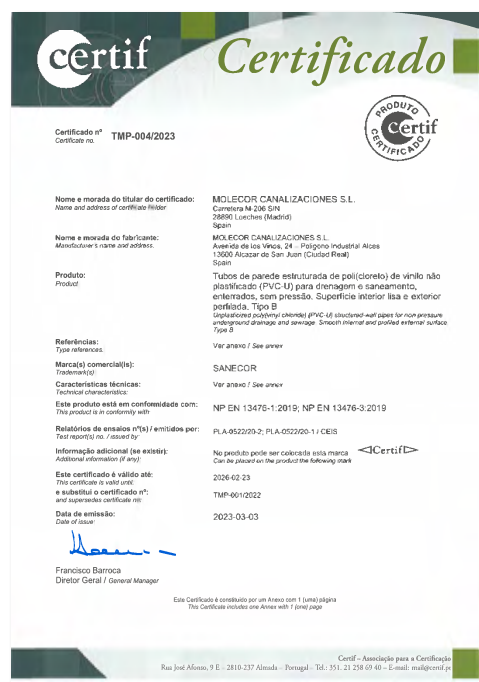 certif
Certificado
PRODUTO
certif
CERTIFICADO
Certificado nº TMP-004/2023
Certificate no.
Nome e morada do titular do certificado: MOLECOR CANALIZACIONES S.L.
Name and address of certificate holder Carretera M-206 S/N
28890 Loeches (Madrid)
Spain
Nome e morada do fabricante: MOLECOR CANALIZACIONES S.L.
Manufacturer's name and address. Avenida de los Vinos, 24 – Poligono Industrial Alces
13600 Alcazar de San Juan (Ciudad Real)
Spain
Produto: Tubos de parede estruturada de poli(cloreto) de vinilo não
Product. plastificado (PVC-U) para drenagem e saneamento,
enterrados, sem pressão. Superfície interior lisa e exterior
perfilada, Tipo B
Unplasticized poly(vinyl chloride) (PVC-U) structured-wall pipes for non pressure
underground drainage and sewrage. Smooth internal and profiled external surface.
Type B
Referências: Ver anexo / See annex
Type references.
Marca(s) comercial(is): SANECOR
Trademark(s):
Características técnicas: Ver anexo / See annex
Technical characteristics:
Este produto está em conformidade com: NP EN 13476-1:2019; NP EN 13476-3:2019
This product is in conformity with
Relatórios de ensaios nº(s) / emitidos por: PLA-0522/20-2; PLA-0522/20-1 / CEIS
Test report(s) no. / issued by
Informação adicional (se existir): No produto pode ser colocada esta marca Certif
Additional information (if any): Can be placed on the product the following mark
Este certificado é válido até: 2026-02-23
This certificate is valid until:
e substitui o certificado nº: TMP-001/2022
and supersedes certificate no:
Data de emissão: 2023-03-03
Date of issue:
Francisco Barroca
Diretor Geral / General Manager
Este Certificado é constituído por um Anexo com 1 (uma) página
This Certificate includes one Annex with 1 (one) page
Certif – Associação para a Certificação
Rua José Afonso, 9 E – 2810-237 Almada – Portugal – Tel.: 351. 21 258 69 40 – E-mail: mail@certif.pt